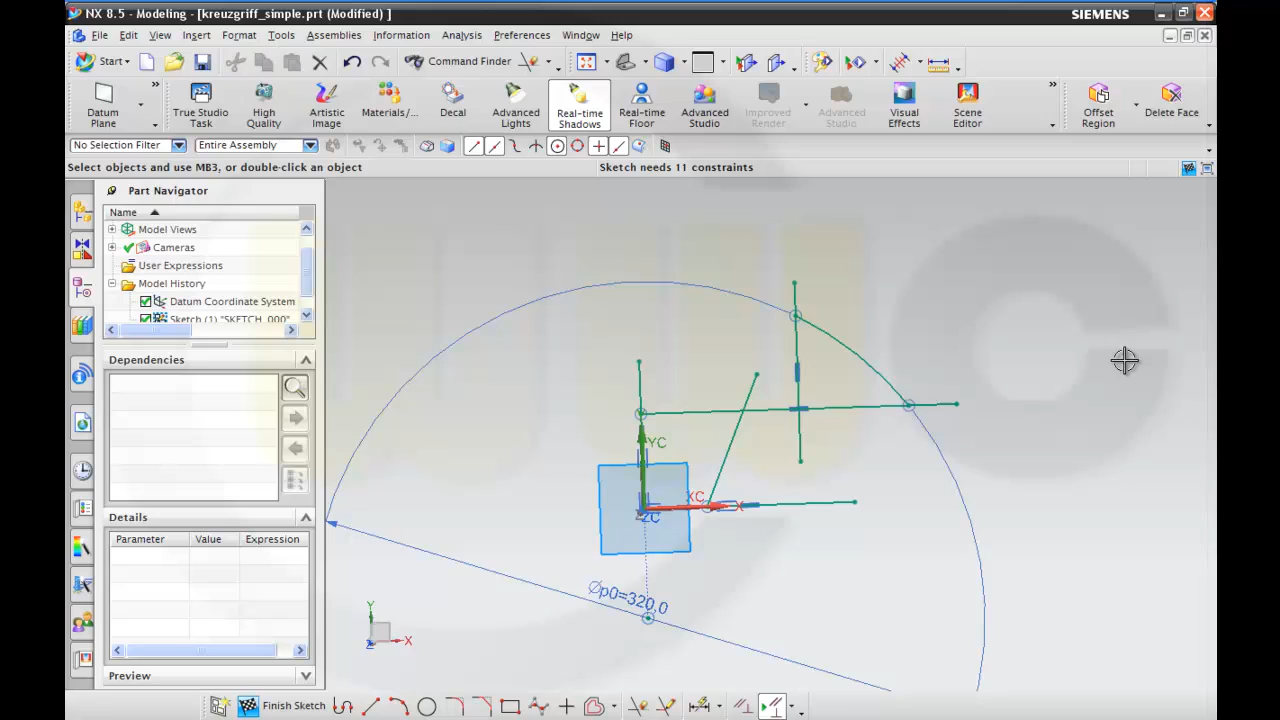 NX 8.5 - Modeling - [kreuzgriff_simple.prt (Modified) ]
SIEMENS
File Edit View Insert Format Tools Assemblies Information Analysis Preferences Window Help
Start Command Finder
Datum Plane
True Studio Task
High Quality
Artistic Image
Materials/...
Decal
Advanced Lights
Real-time Shadows
Real-time Floor
Advanced Studio
Improved Render
Advanced Studio
Visual Effects
Scene Editor
Offset Region
Delete Face
No Selection Filter Entire Assembly
Select objects and use MB3, or double-click an object
Sketch needs 11 constraints
Part Navigator
Name
Model Views
Cameras
User Expressions
Model History
Datum Coordinate System
Sketch (1) "SKETCH_000"
Dependencies
Details
Parameter Value Expression
Preview
YC
XC
X
ZC
Øp0=320,0
Y
X
Z
Finish Sketch